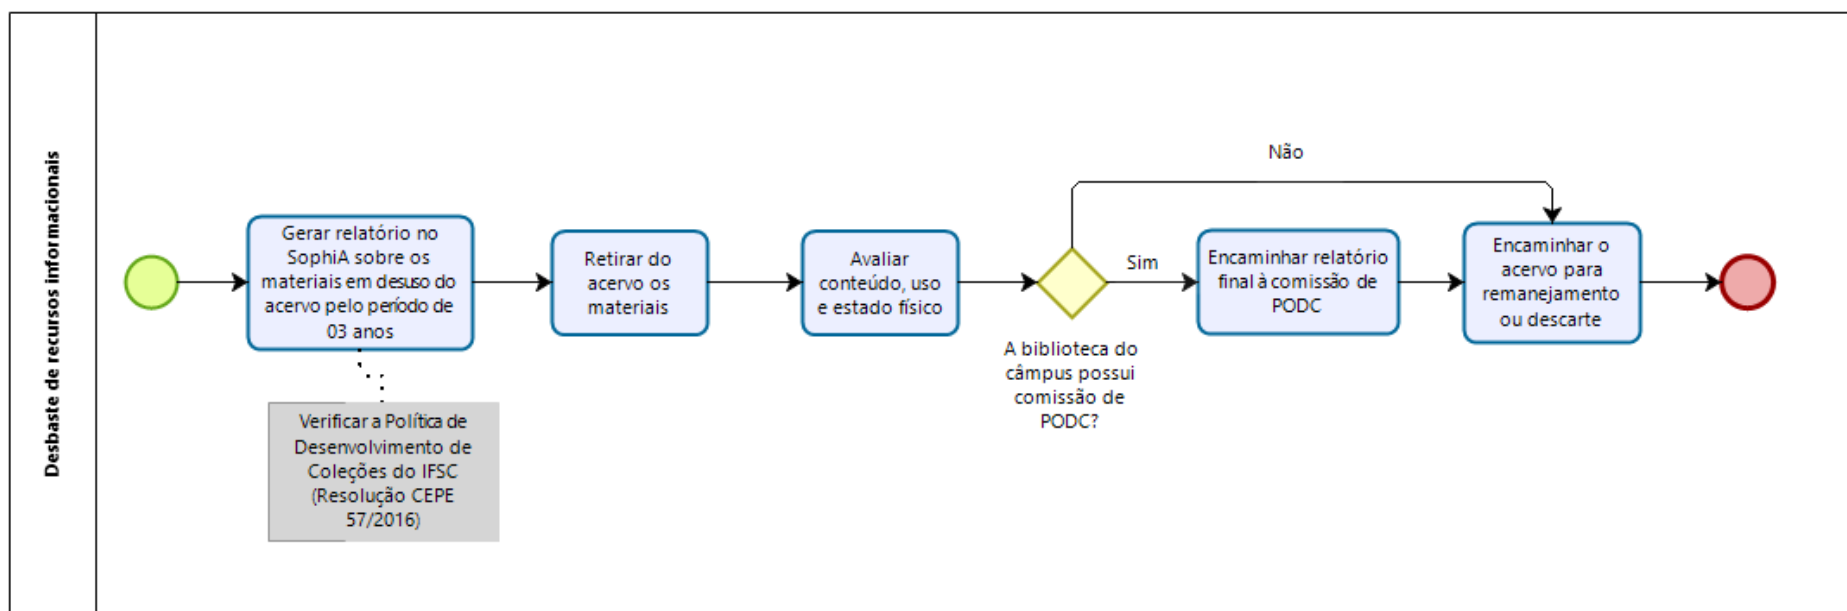 Desbaste de recursos informacionais
Gerar relatório no
SophiA sobre os
materiais em desuso do
acervo pelo período de
03 anos
Verificar a Política de
Desenvolvimento de
Coleções do IFSC
(Resolução CEPE
57/2016)
Retirar do
acervo os
materiais
Avaliar
conteúdo, uso
e estado físico
A biblioteca do
câmpus possui
comissão de
PODC?
Não
Sim
Encaminhar relatório
final à comissão de
PODC
Encaminhar o
acervo para
remanejamento
ou descarte